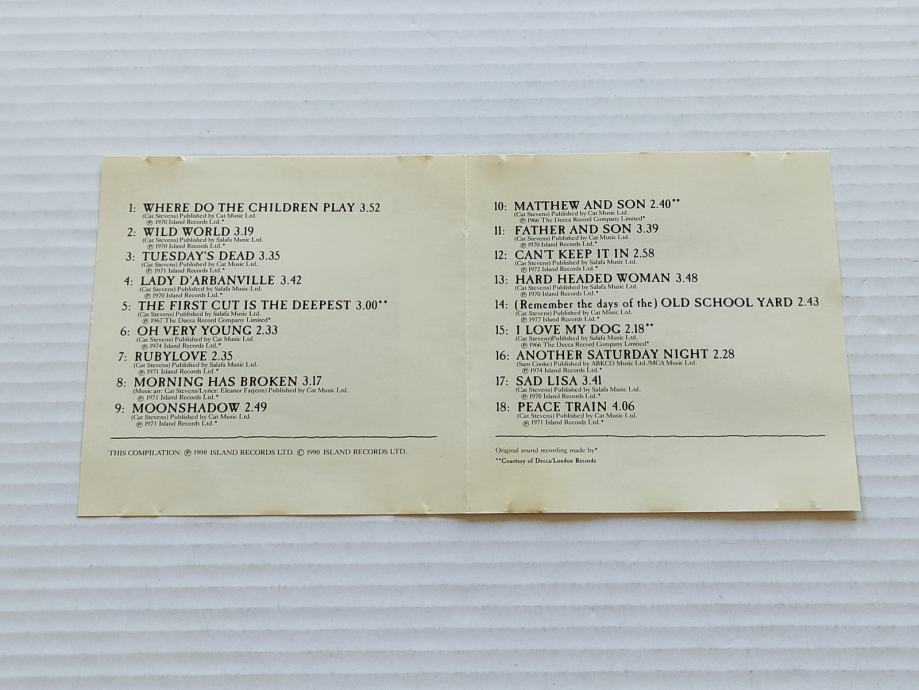 1: WHERE DO THE CHILDREN PLAY 3.52
(Cat Stevens) Published by Cat Music Ltd.
℗ 1970 Island Records Ltd.*
2: WILD WORLD 3.19
(Cat Stevens) Published by Salafa Music Ltd.
℗ 1970 Island Records Ltd.*
3: TUESDAY'S DEAD 3.35
(Cat Stevens) Published by Cat Music Ltd.
℗ 1971 Island Records Ltd.*
4: LADY D'ARBANVILLE 3.42
(Cat Stevens) Published by Salafa Music Ltd.
℗ 1970 Island Records Ltd.*
5: THE FIRST CUT IS THE DEEPEST 3.00**
(Cat Stevens) Published by Salafa Music Ltd.
℗ 1967 The Decca Record Company Limited*
6: OH VERY YOUNG 2.33
(Cat Stevens) Published by Cat Music Ltd.
℗ 1974 Island Records Ltd.*
7: RUBYLOVE 2.35
(Cat Stevens) Published by Salafa Music Ltd.
℗ 1971 Island Records Ltd.*
8: MORNING HAS BROKEN 3.17
(Music arr: Cat Stevens/Lyrics: Eleanor Farjeon) Published by Cat Music Ltd.
℗ 1971 Island Records Ltd.*
9: MOONSHADOW 2.49
(Cat Stevens) Published by Cat Music Ltd.
℗ 1971 Island Records Ltd.*
THIS COMPILATION: ℗ 1990 ISLAND RECORDS LTD. © 1990 ISLAND RECORDS LTD.
10: MATTHEW AND SON 2.40**
(Cat Stevens) Published by Cat Music Ltd.
℗ 1966 The Decca Record Company Limited*
11: FATHER AND SON 3.39
(Cat Stevens) Published by Cat Music Ltd.
℗ 1970 Island Records Ltd.*
12: CAN'T KEEP IT IN 2.58
(Cat Stevens) Published by Cat Music Ltd.
℗ 1972 Island Records Ltd.*
13: HARD HEADED WOMAN 3.48
(Cat Stevens) Published by Salafa Music Ltd.
℗ 1970 Island Records Ltd.*
14: (Remember the days of the) OLD SCHOOL YARD 2.43
(Cat Stevens) Published by Cat Music Ltd.
℗ 1977 Island Records Ltd.*
15: I LOVE MY DOG 2.18**
(Cat Stevens)Published by Salafa Music Ltd.
℗ 1966 The Decca Record Company Limited*
16: ANOTHER SATURDAY NIGHT 2.28
(Sam Cooke) Published by ABKCO Music Ltd./MCA Music Ltd.
℗ 1974 Island Records Ltd.*
17: SAD LISA 3.41
(Cat Stevens) Published by Salafa Music Ltd.
℗ 1970 Island Records Ltd.*
18: PEACE TRAIN 4.06
(Cat Stevens) Published by Cat Music Ltd.
℗ 1971 Island Records Ltd.*
Original sound recording made by*
**Courtesy of Decca/London Records